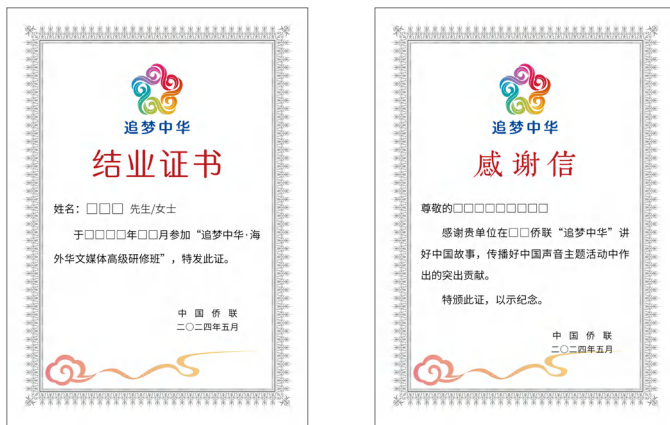 追梦中华
结业证书
姓名：□□□ 先生/女士
于□□□□年□□月参加“追梦中华·海
外华文媒体高级研修班”，特发此证。
中国侨联
二〇二四年五月
追梦中华
感谢信
尊敬的□□□□□□□□□
感谢贵单位在□□侨联“追梦中华”讲
好中国故事，传播好中国声音主题活动中作
出的突出贡献。
特颁此证，以示纪念。
中国侨联
二〇二四年五月